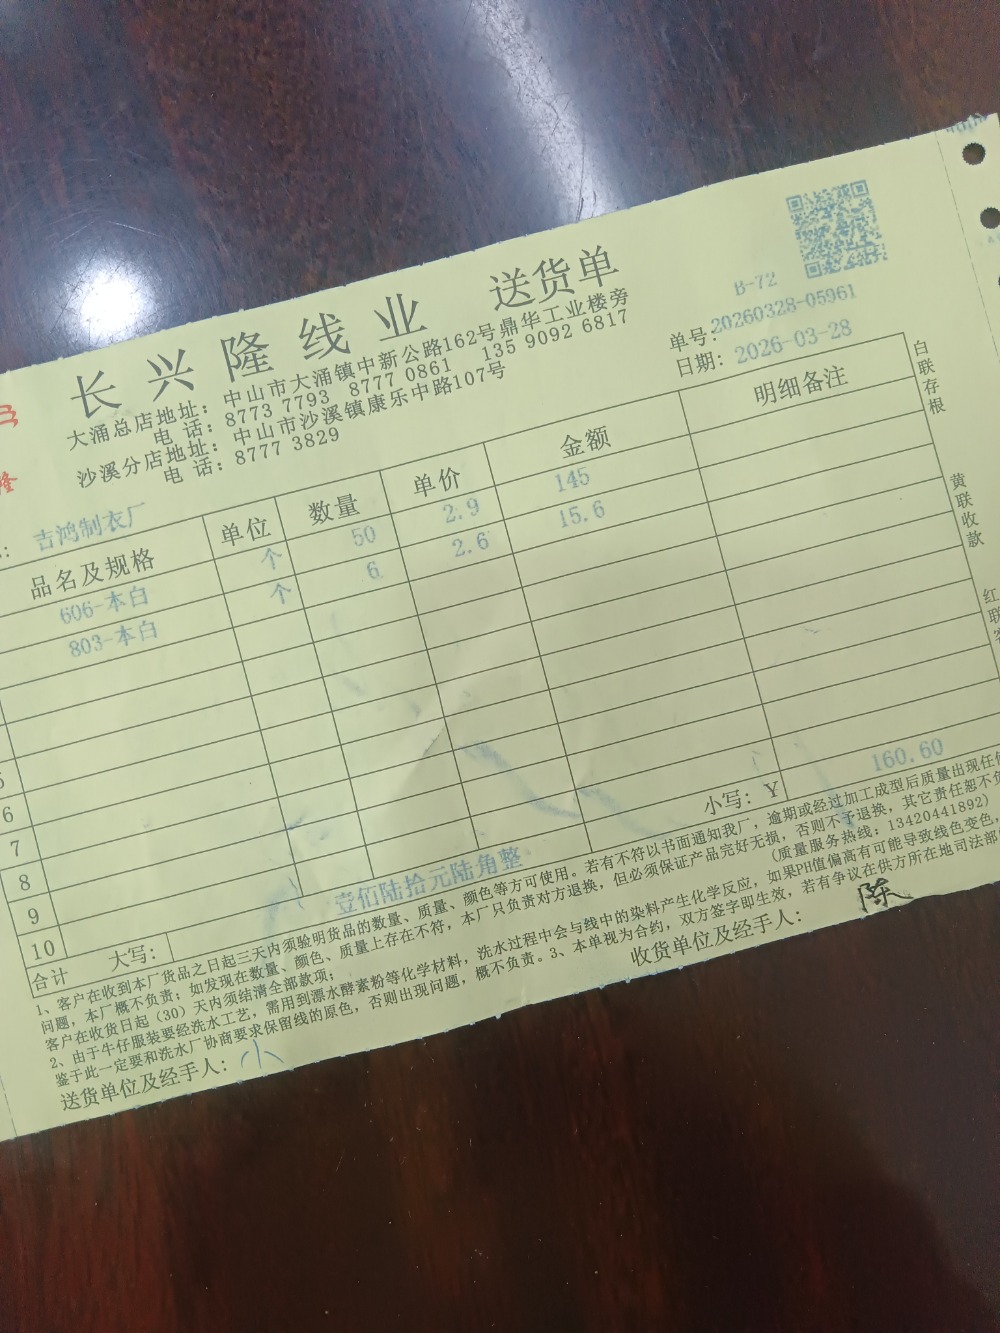 长兴隆线业 送货单
B-72
大涌总店地址：中山市大涌镇中新公路162号鼎华工业楼旁
电 话：8773 7793 8777 0861 135 9092 6817
沙溪分店地址：中山市沙溪镇康乐中路107号
电 话：8777 3829
单号：20260328-05961
日期：2026-03-28
隆
：吉鸿制衣厂
品名及规格 单位 数量 单价 金额 明细备注
606-本白 个 50 2.9 145
803-本白 个 6 2.6 15.6
6
7
8
9
10
合计 大写：壹佰陆拾元陆角整 小写：Y 160.60
1、客户在收到本厂货品之日起三天内须验明货品的数量、质量、颜色等方可使用。若有不符以书面通知我厂，逾期或经过加工成型后质量出现任何
问题，本厂概不负责；如发现在数量、颜色、质量上存在不符，本厂只负责对方退换，但必须保证产品完好无损，否则不予退换，其它责任恕不负
客户在收货日起（30）天内须结清全部款项；（质量服务热线：13420441892）
2、由于牛仔服装要经洗水工艺，需用到漂水酵素粉等化学材料，洗水过程中会与线中的染料产生化学反应，如果PH值偏高有可能导致线色变色，
鉴于此一定要和洗水厂协商要求保留线的原色，否则出现问题，概不负责。3、本单视为合约，双方签字即生效，若有争议在供方所在地司法部
送货单位及经手人：小
收货单位及经手人：陈
白联存根
黄联收款
红联客